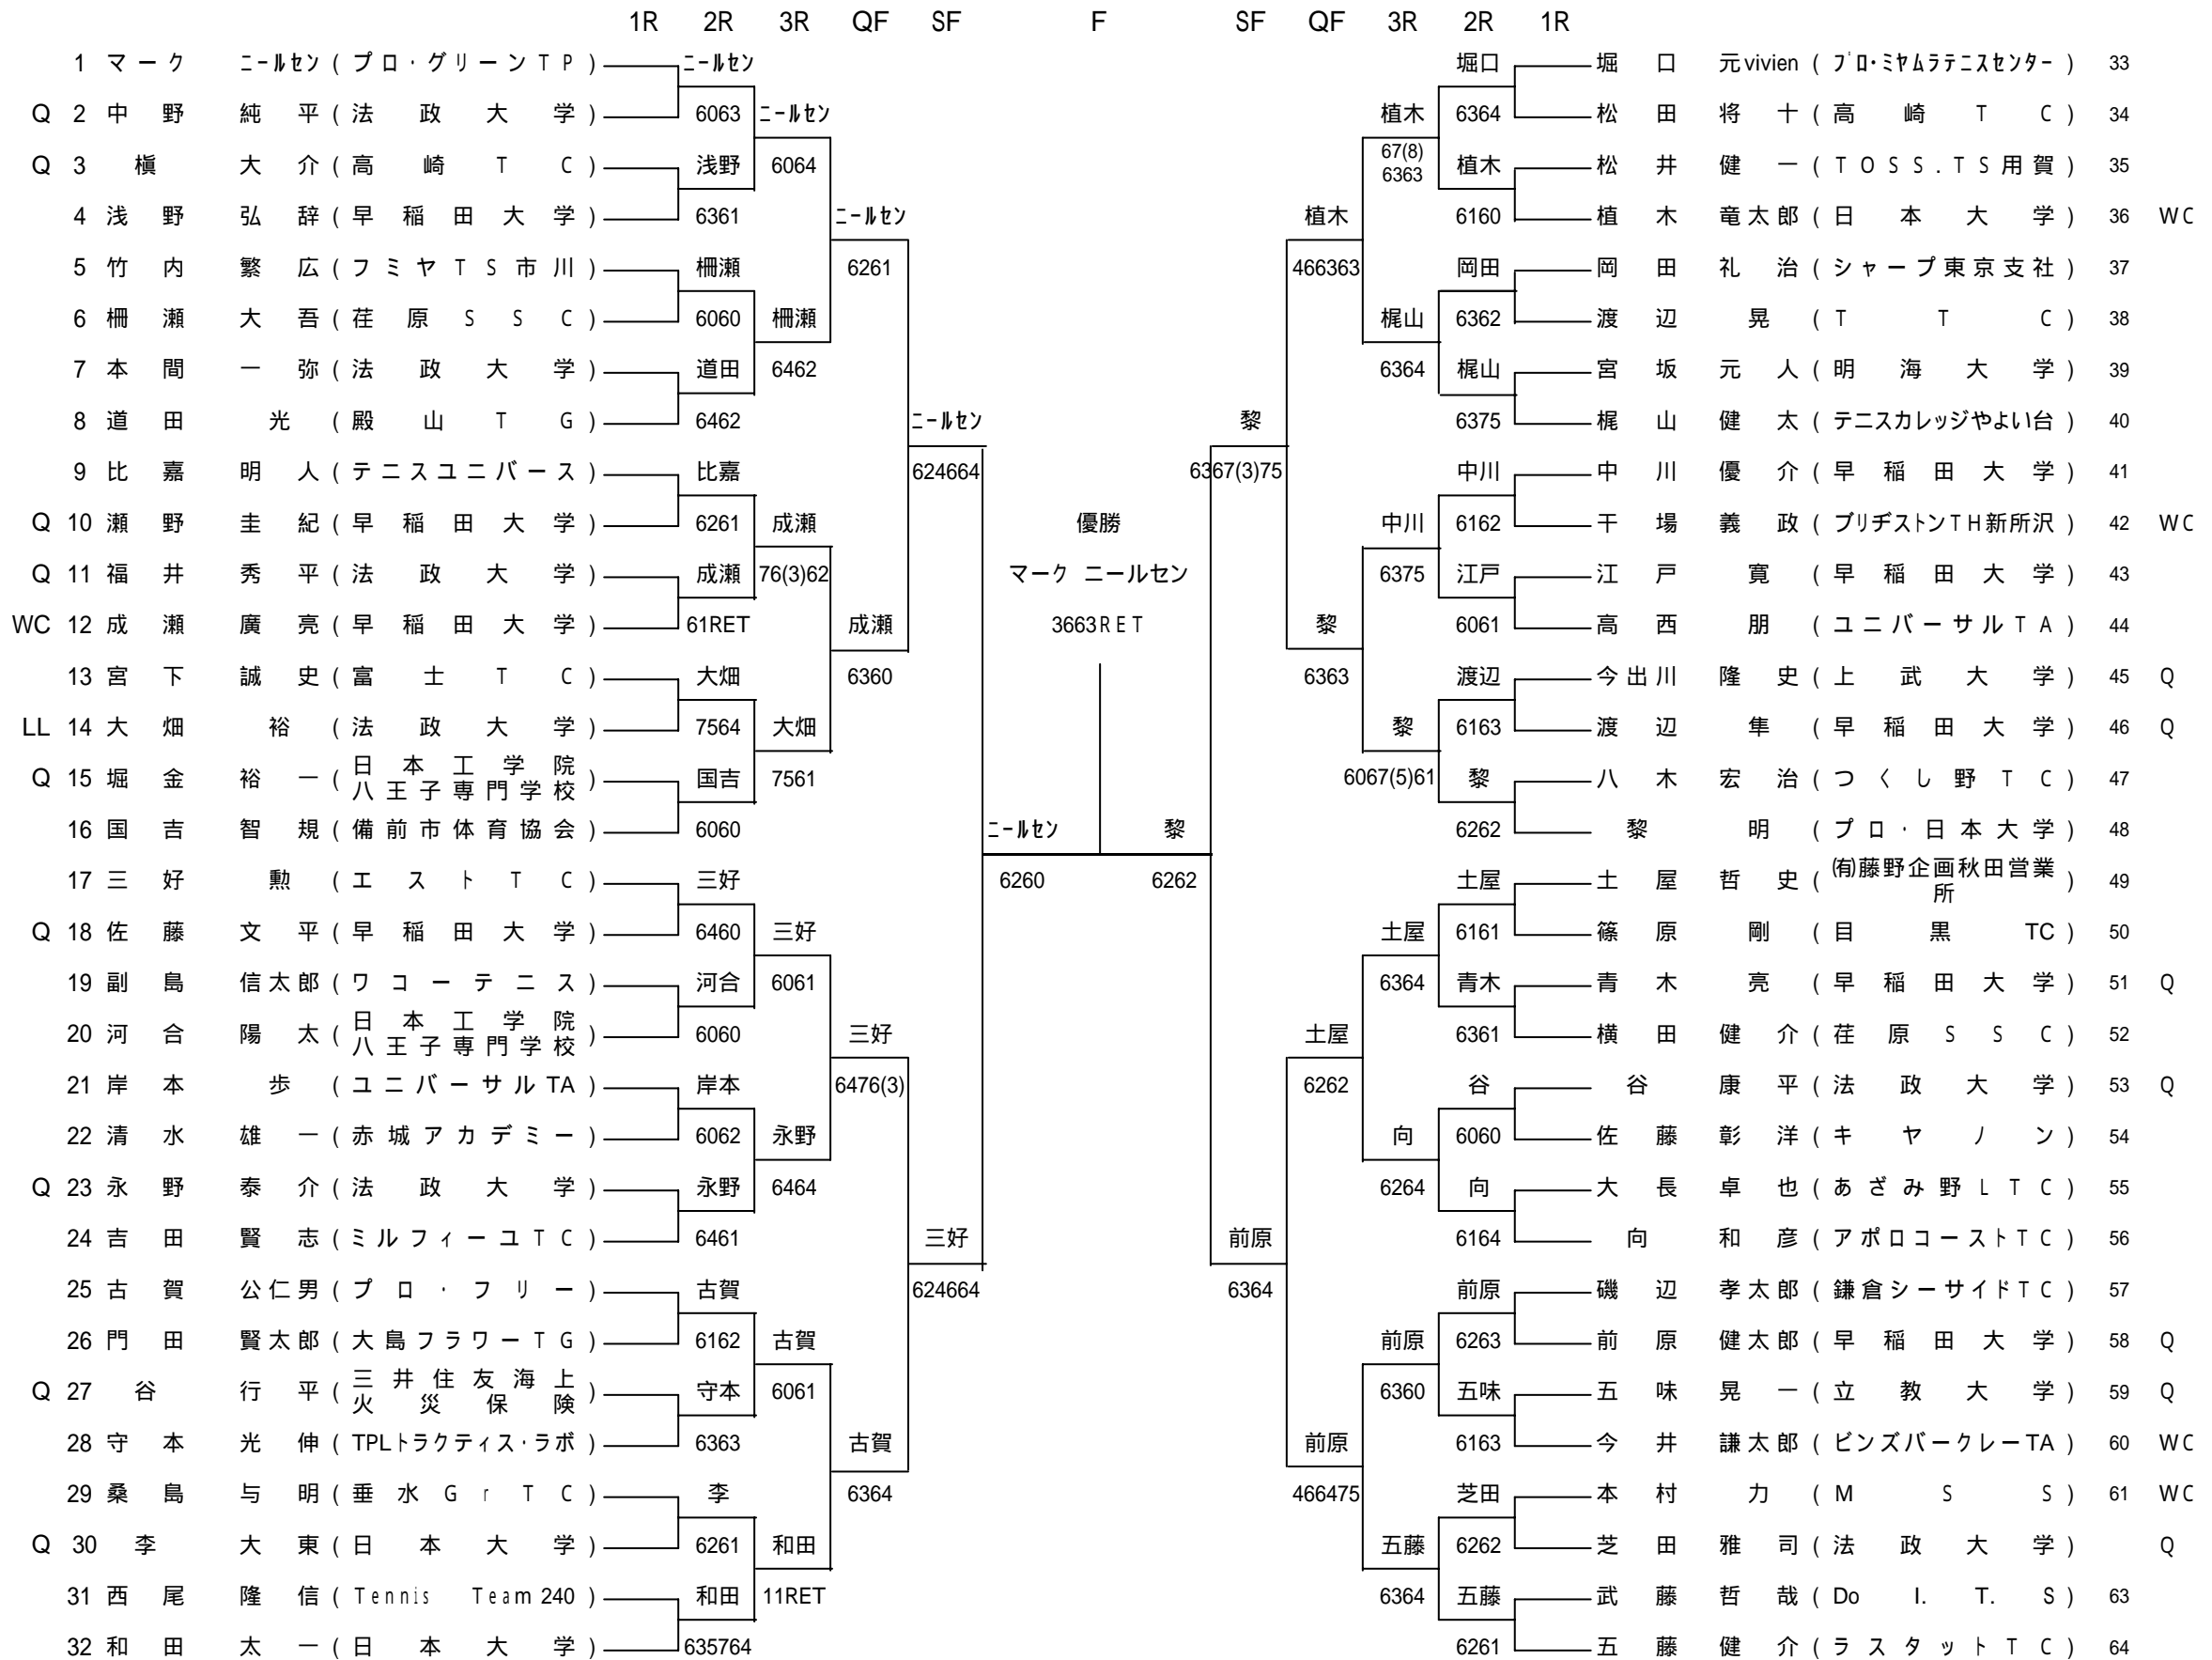 1R 2R 3R QF SF F SF QF 3R 2R 1R
1 マーク ニールセン (プロ・グリーンTP) ニールセン 堀口 堀口 元vivien (プロ・ミヤムラテニスセンター) 33
Q 2 中野 純平 (法政大学) 6063 ニールセン 植木 6364 松田 将十 (高崎TC) 34
Q 3 槇 大介 (高崎TC) 浅野 6064 67(8)6363 植木 松井 健一 (TOSS.TS用賀) 35
4 浅野 弘辞 (早稲田大学) 6361 ニールセン 植木 6160 植木 竜太郎 (日本大学) 36 WC
5 竹内 繁広 (フミヤTS市川) 柵瀬 6261 466363 岡田 岡田 礼治 (シャープ東京支社) 37
6 柵瀬 大吾 (荏原SSC) 6060 柵瀬 梶山 6362 渡辺 晃 (TTC) 38
7 本間 一弥 (法政大学) 道田 6462 6364 梶山 宮坂 元人 (明海大学) 39
8 道田 光 (殿山TG) 6462 ニールセン 黎 6375 梶山 健太 (テニスカレッジやよい台) 40
9 比嘉 明人 (テニスユニバース) 比嘉 624664 6367(3)75 中川 中川 優介 (早稲田大学) 41
Q 10 瀬野 圭紀 (早稲田大学) 6261 成瀬 優勝 中川 6162 干場 義政 (ブリヂストンTH新所沢) 42 WC
Q 11 福井 秀平 (法政大学) 成瀬 76(3)62 マーク ニールセン 6375 江戸 江戸 寛 (早稲田大学) 43
WC 12 成瀬 廣亮 (早稲田大学) 61RET 成瀬 3663RET 黎 6061 高西 朋 (ユニバーサルTA) 44
13 宮下 誠史 (富士TC) 大畑 6360 6363 渡辺 今出川 隆史 (上武大学) 45 Q
LL 14 大畑 裕 (法政大学) 7564 大畑 黎 6163 渡辺 隼 (早稲田大学) 46 Q
Q 15 堀金 裕一 (日本工学院八王子専門学校) 国吉 7561 6067(5)61 黎 八木 宏治 (つくし野TC) 47
16 国吉 智規 (備前市体育協会) 6060 ニールセン 黎 6262 黎 明 (プロ・日本大学) 48
17 三好 勲 (エストTC) 三好 6260 6262 土屋 土屋 哲史 (㈲藤野企画秋田営業所) 49
Q 18 佐藤 文平 (早稲田大学) 6460 三好 土屋 6161 篠原 剛 (目黒TC) 50
19 副島 信太郎 (ワコーテニス) 河合 6061 6364 青木 青木 亮 (早稲田大学) 51 Q
20 河合 陽太 (日本工学院八王子専門学校) 6060 三好 土屋 6361 横田 健介 (荏原SSC) 52
21 岸本 歩 (ユニバーサルTA) 岸本 6476(3) 6262 谷 谷 康平 (法政大学) 53 Q
22 清水 雄一 (赤城アカデミー) 6062 永野 向 6060 佐藤 彰洋 (キヤノン) 54
Q 23 永野 泰介 (法政大学) 永野 6464 6264 向 大長 卓也 (あざみ野LTC) 55
24 吉田 賢志 (ミルフィーユTC) 6461 三好 前原 6164 向 和彦 (アポロコーストTC) 56
25 古賀 公仁男 (プロ・フリー) 古賀 624664 6364 前原 磯辺 孝太郎 (鎌倉シーサイドTC) 57
26 門田 賢太郎 (大島フラワーTG) 6162 古賀 前原 6263 前原 健太郎 (早稲田大学) 58 Q
Q 27 谷 行平 (三井住友海上火災保険) 守本 6061 6360 五味 五味 晃一 (立教大学) 59 Q
28 守本 光伸 (TPLトラクティス・ラボ) 6363 古賀 前原 6163 今井 謙太郎 (ビンズバークレーTA) 60 WC
29 桑島 与明 (垂水GrTC) 李 6364 466475 芝田 本村 力 (MSS) 61 WC
Q 30 李 大東 (日本大学) 6261 和田 五藤 6262 芝田 雅司 (法政大学) Q
31 西尾 隆信 (Tennis Team 240) 和田 11RET 6364 五藤 武藤 哲哉 (Do I. T. S) 63
32 和田 太一 (日本大学) 635764 6261 五藤 健介 (ラスタットTC) 64